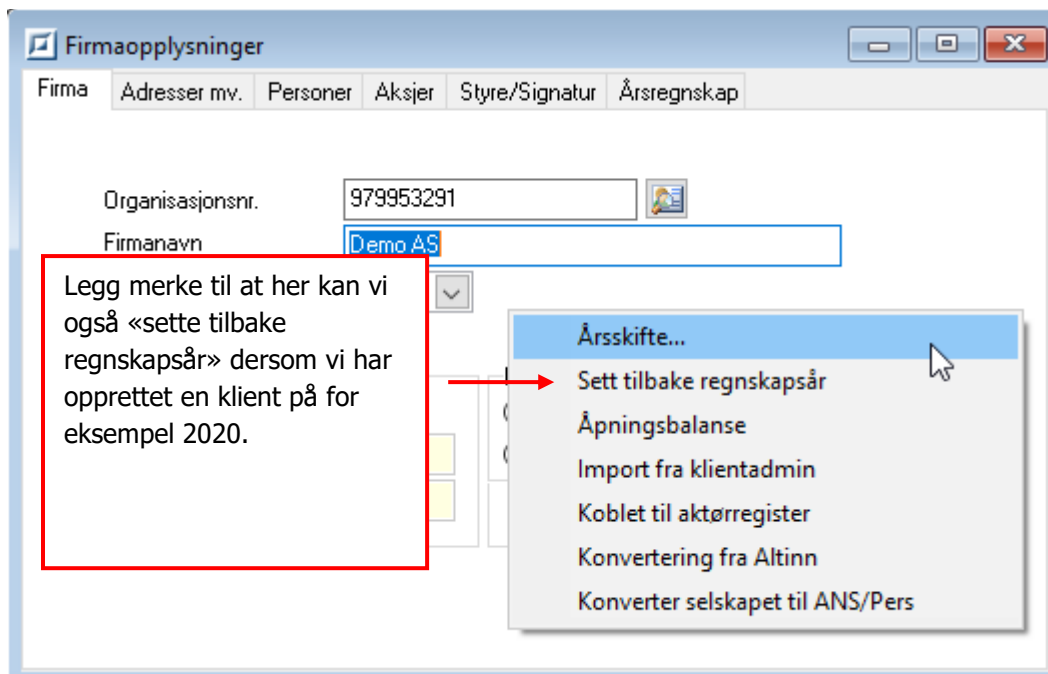 Firmaopplysninger
Firma Adresser mv. Personer Aksjer Styre/Signatur Årsregnskap
Organisasjonsnr. 979953291
Firmanavn Demo AS
Legg merke til at her kan vi
også «sette tilbake
regnskapsår» dersom vi har
opprettet en klient på for
eksempel 2020.
Årsskifte...
Sett tilbake regnskapsår
Åpningsbalanse
Import fra klientadmin
Koblet til aktørregister
Konvertering fra Altinn
Konverter selskapet til ANS/Pers